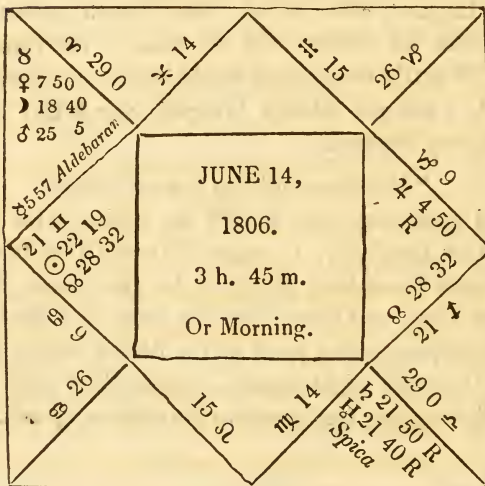 ♈ 29 0
♓ 14
♒ 15
26 ♑
♉
♀ 7 50
☽ 18 40
♂ 25 5
☿ 5 57 Aldebaran
♑ 9
♃ 4 50
R
21 ♊
☉ 22 19
☊ 28 32
JUNE 14,
1806.
3 h. 45 m.
Or Morning.
☊ 28 32
21 ♐
♋ 9
♋ 26
15 ♌
♍ 14
29 0 ♎
♄ 21 50 R
♅ 21 40 R
Spica